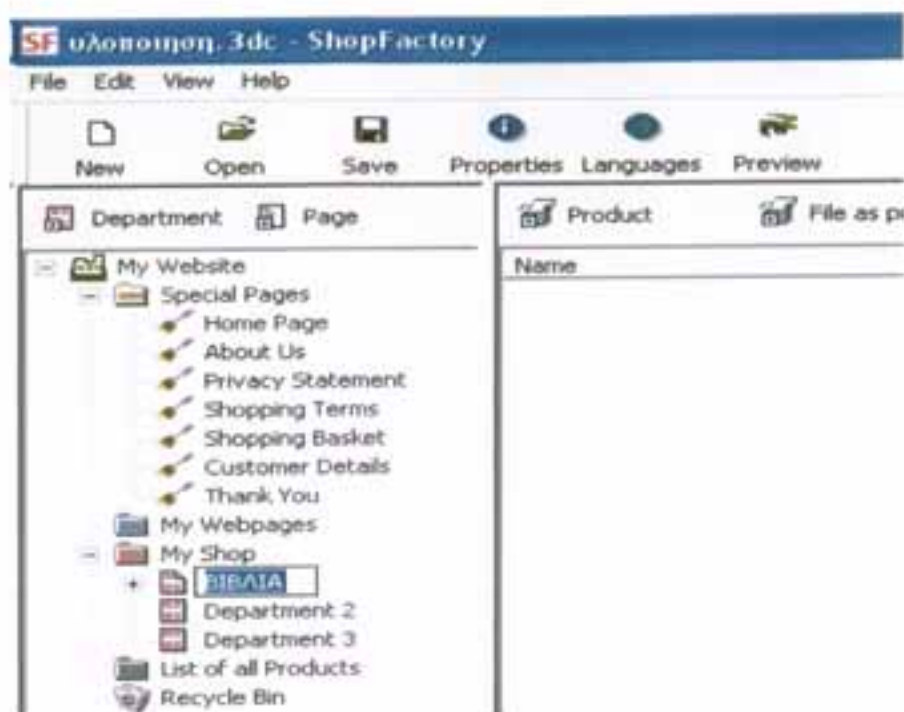 SF υλοποιηση.3dc - ShopFactory
File Edit View Help
New Open Save Properties Languages Preview
Department Page Product File as
Name
My Website
Special Pages
Home Page
About Us
Privacy Statement
Shopping Terms
Shopping Basket
Customer Details
Thank You
My Webpages
My Shop
ΒΙΒΛΙΑ
Department 2
Department 3
List of all Products
Recycle Bin